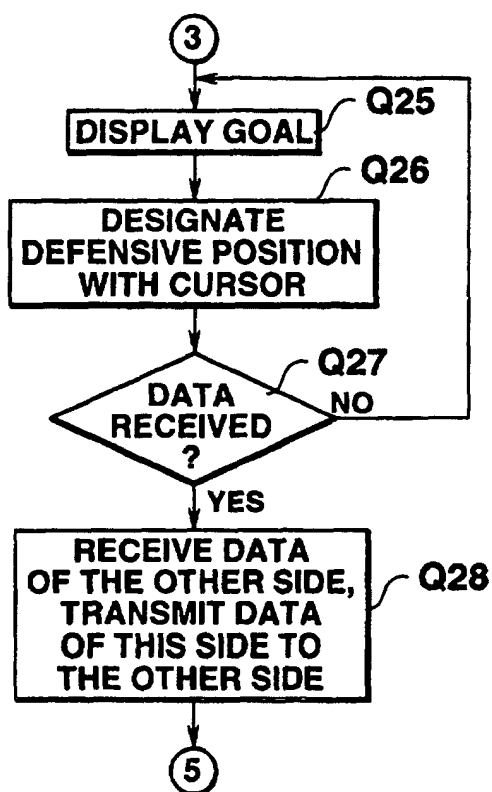 3
DISPLAY GOAL
Q25
Q26
DESIGNATE
DEFENSIVE POSITION
WITH CURSOR
Q27
DATA
RECEIVED
?
NO
YES
RECEIVE DATA
OF THE OTHER SIDE,
TRANSMIT DATA
OF THIS SIDE TO
THE OTHER SIDE
Q28
5